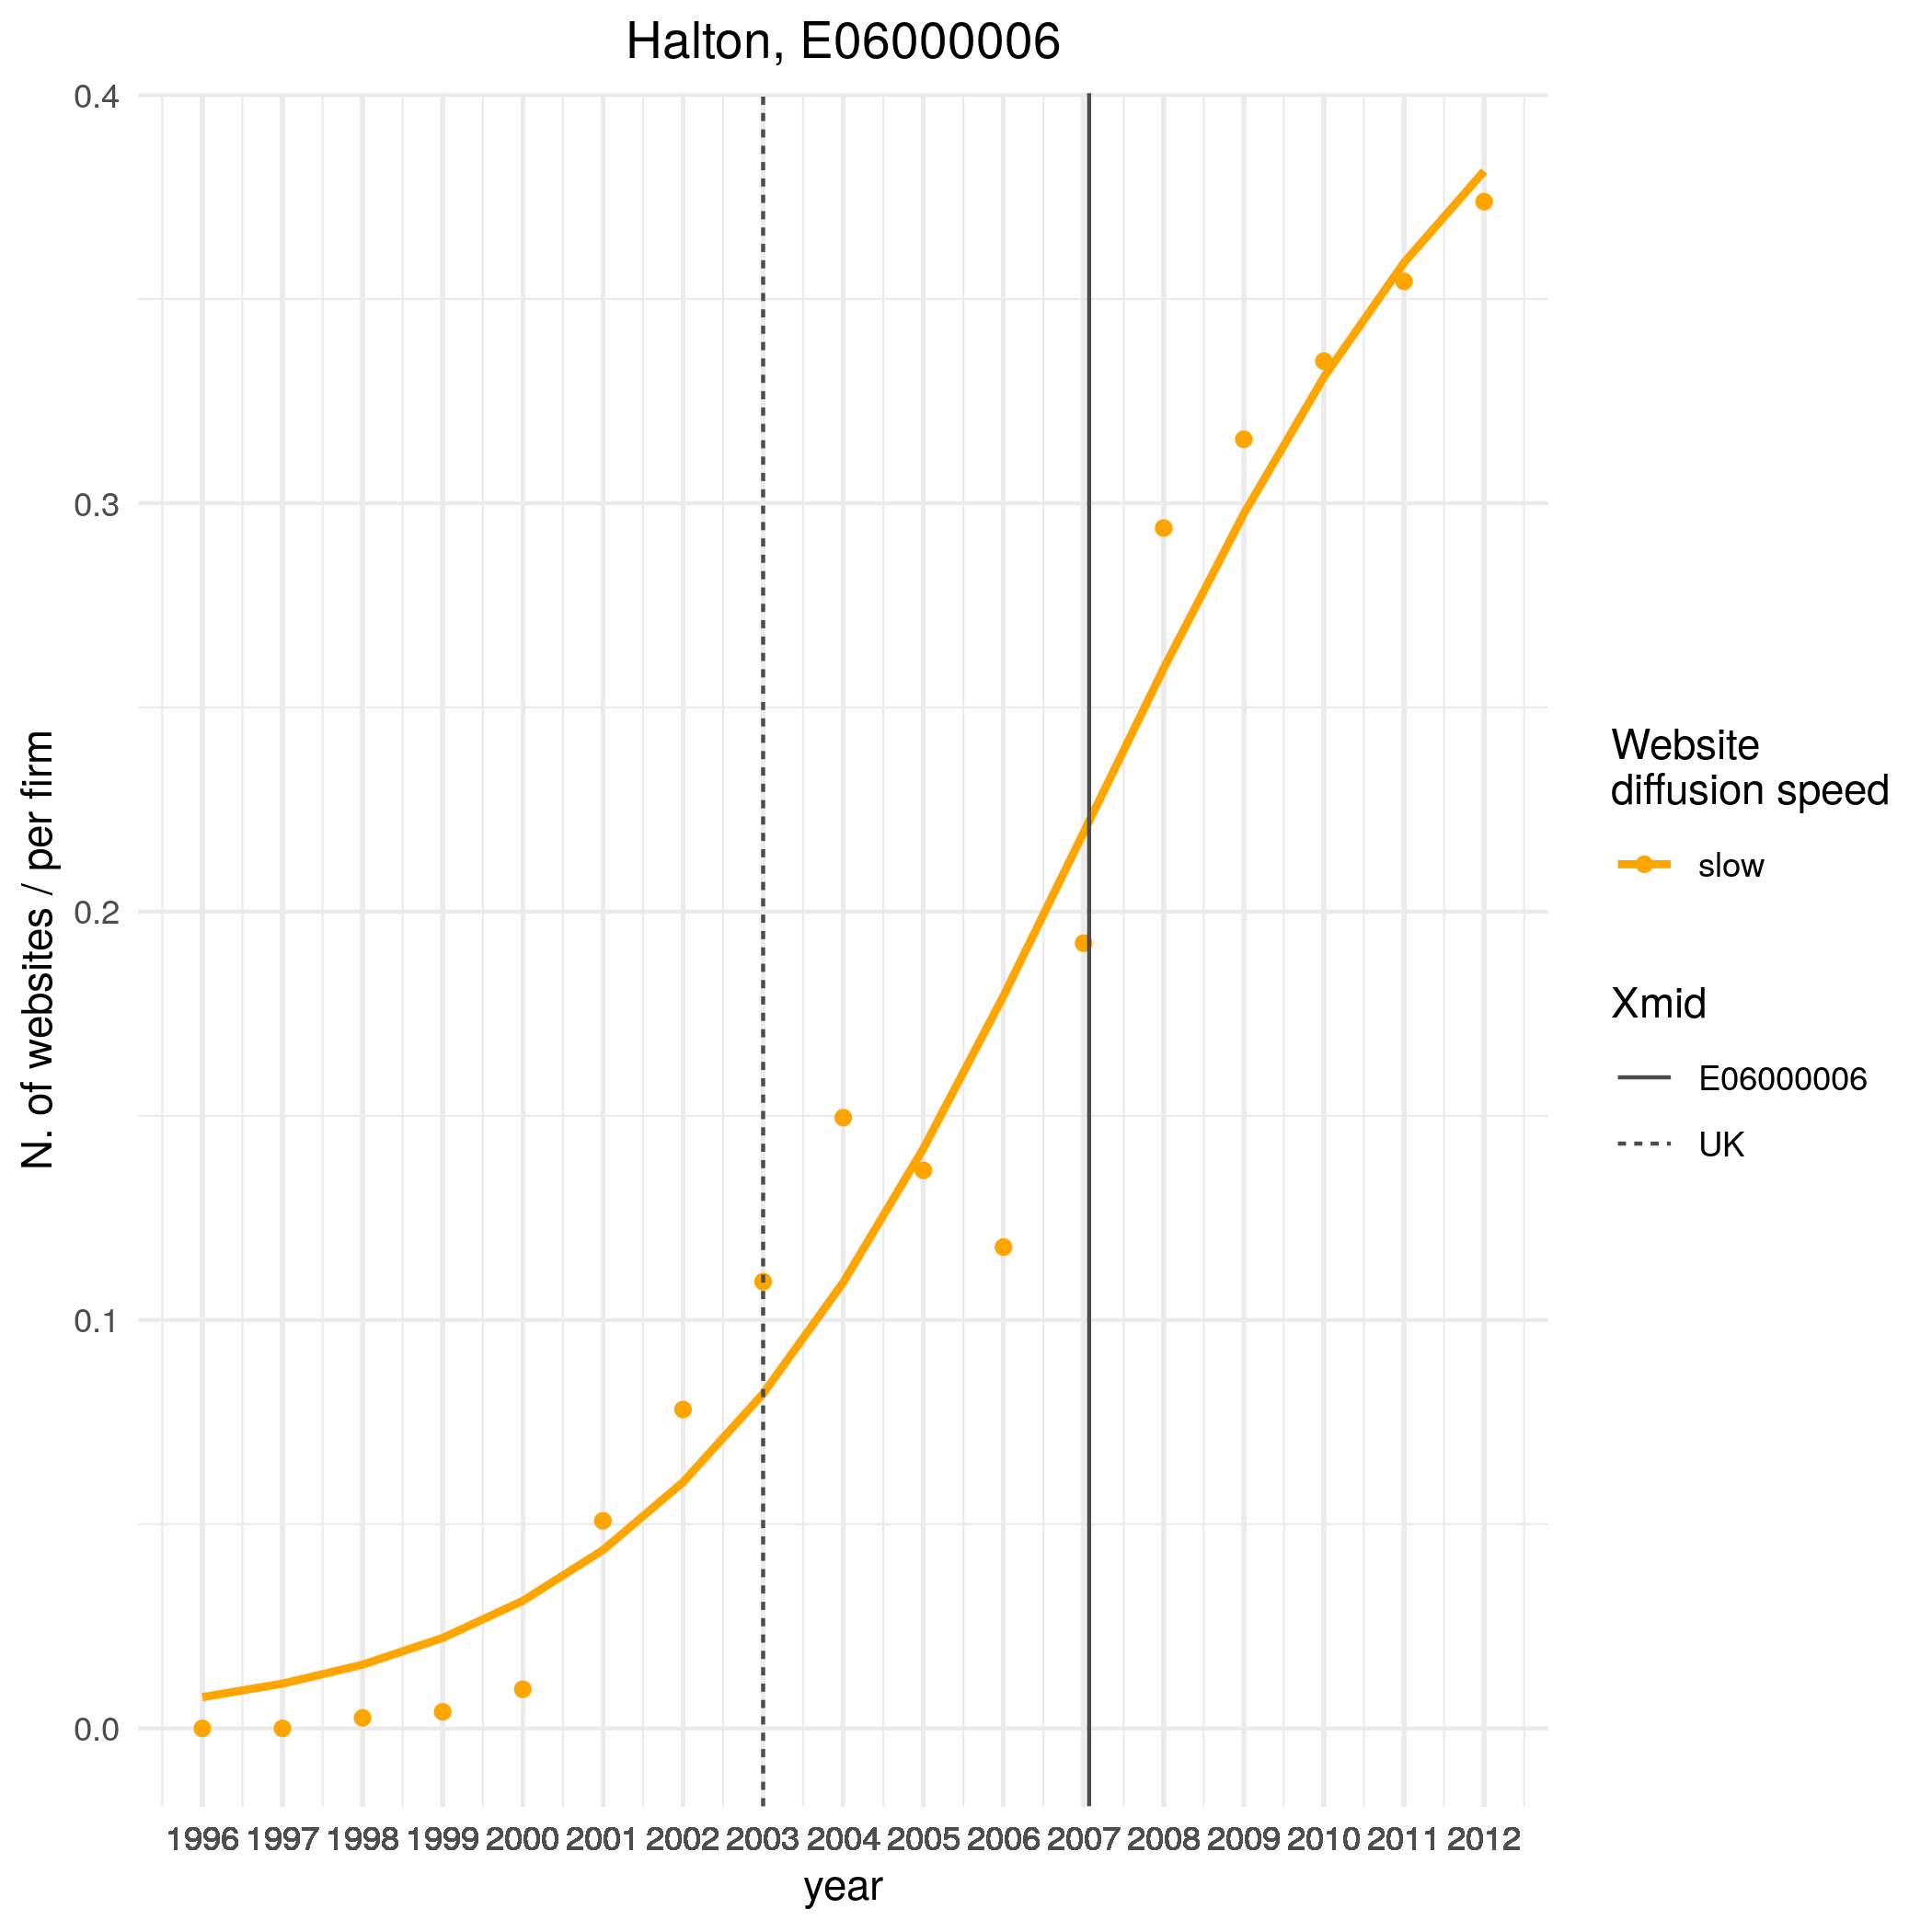 Halton, E06000006
0.4
0.3
0.2
0.1
0.0
N. of websites / per firm
1996 1997 1998 1999 2000 2001 2002 2003 2004 2005 2006 2007 2008 2009 2010 2011 2012
year
Website
diffusion speed
slow
Xmid
E06000006
UK